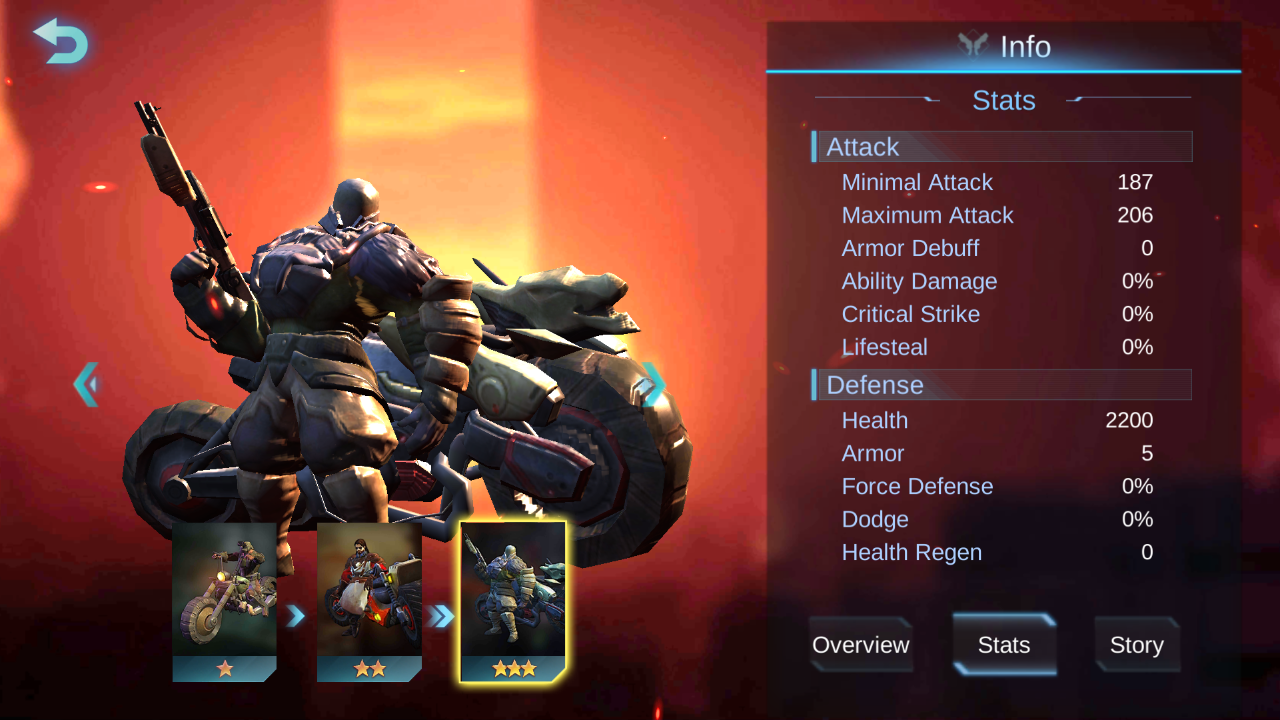 Info
Stats
Attack
Minimal Attack 187
Maximum Attack 206
Armor Debuff 0
Ability Damage 0%
Critical Strike 0%
Lifesteal 0%
Defense
Health 2200
Armor 5
Force Defense 0%
Dodge 0%
Health Regen 0
Overview Stats Story